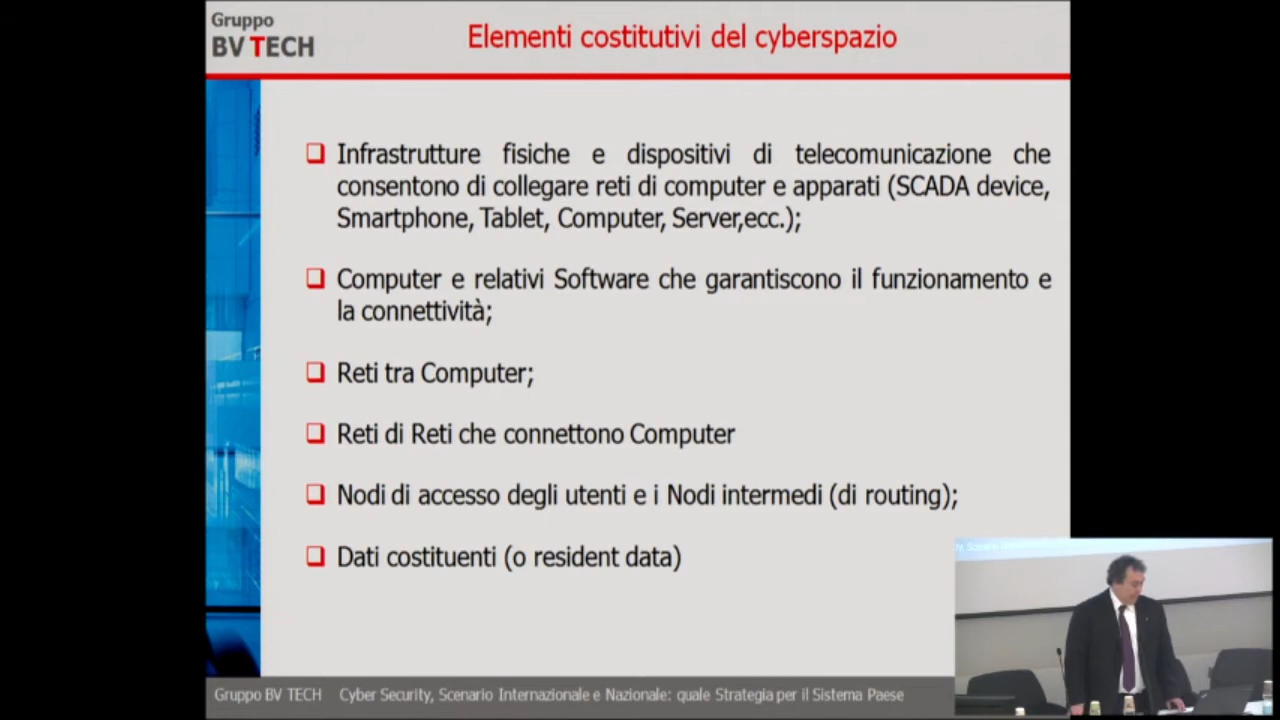 Gruppo
BV TECH
Elementi costitutivi del cyberspazio
Infrastrutture fisiche e dispositivi di telecomunicazione che
consentono di collegare reti di computer e apparati (SCADA device,
Smartphone, Tablet, Computer, Server,ecc.);
Computer e relativi Software che garantiscono il funzionamento e
la connettività;
Reti tra Computer;
Reti di Reti che connettono Computer
Nodi di accesso degli utenti e i Nodi intermedi (di routing);
Dati costituenti (o resident data)
Gruppo BV TECH Cyber Security, Scenario Internazionale e Nazionale: quale Strategia per il Sistema Paese